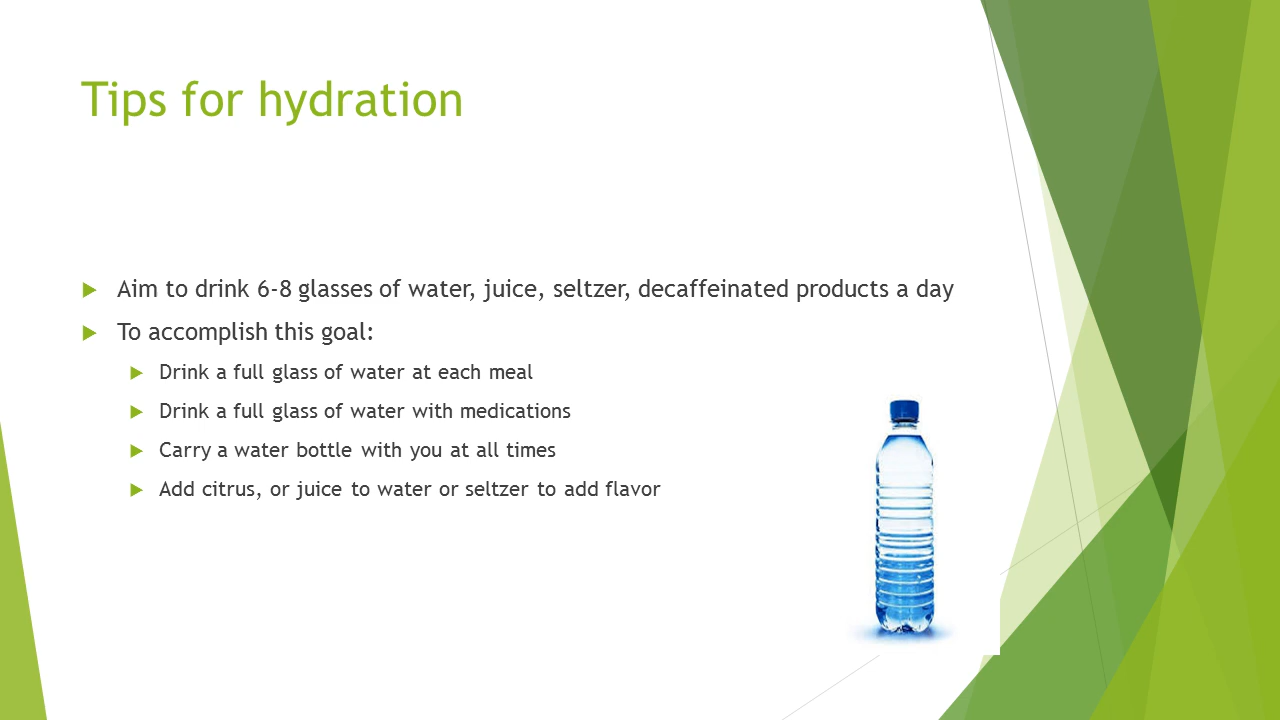 Tips for hydration
Aim to drink 6-8 glasses of water, juice, seltzer, decaffeinated products a day
To accomplish this goal:
Drink a full glass of water at each meal
Drink a full glass of water with medications
Carry a water bottle with you at all times
Add citrus, or juice to water or seltzer to add flavor